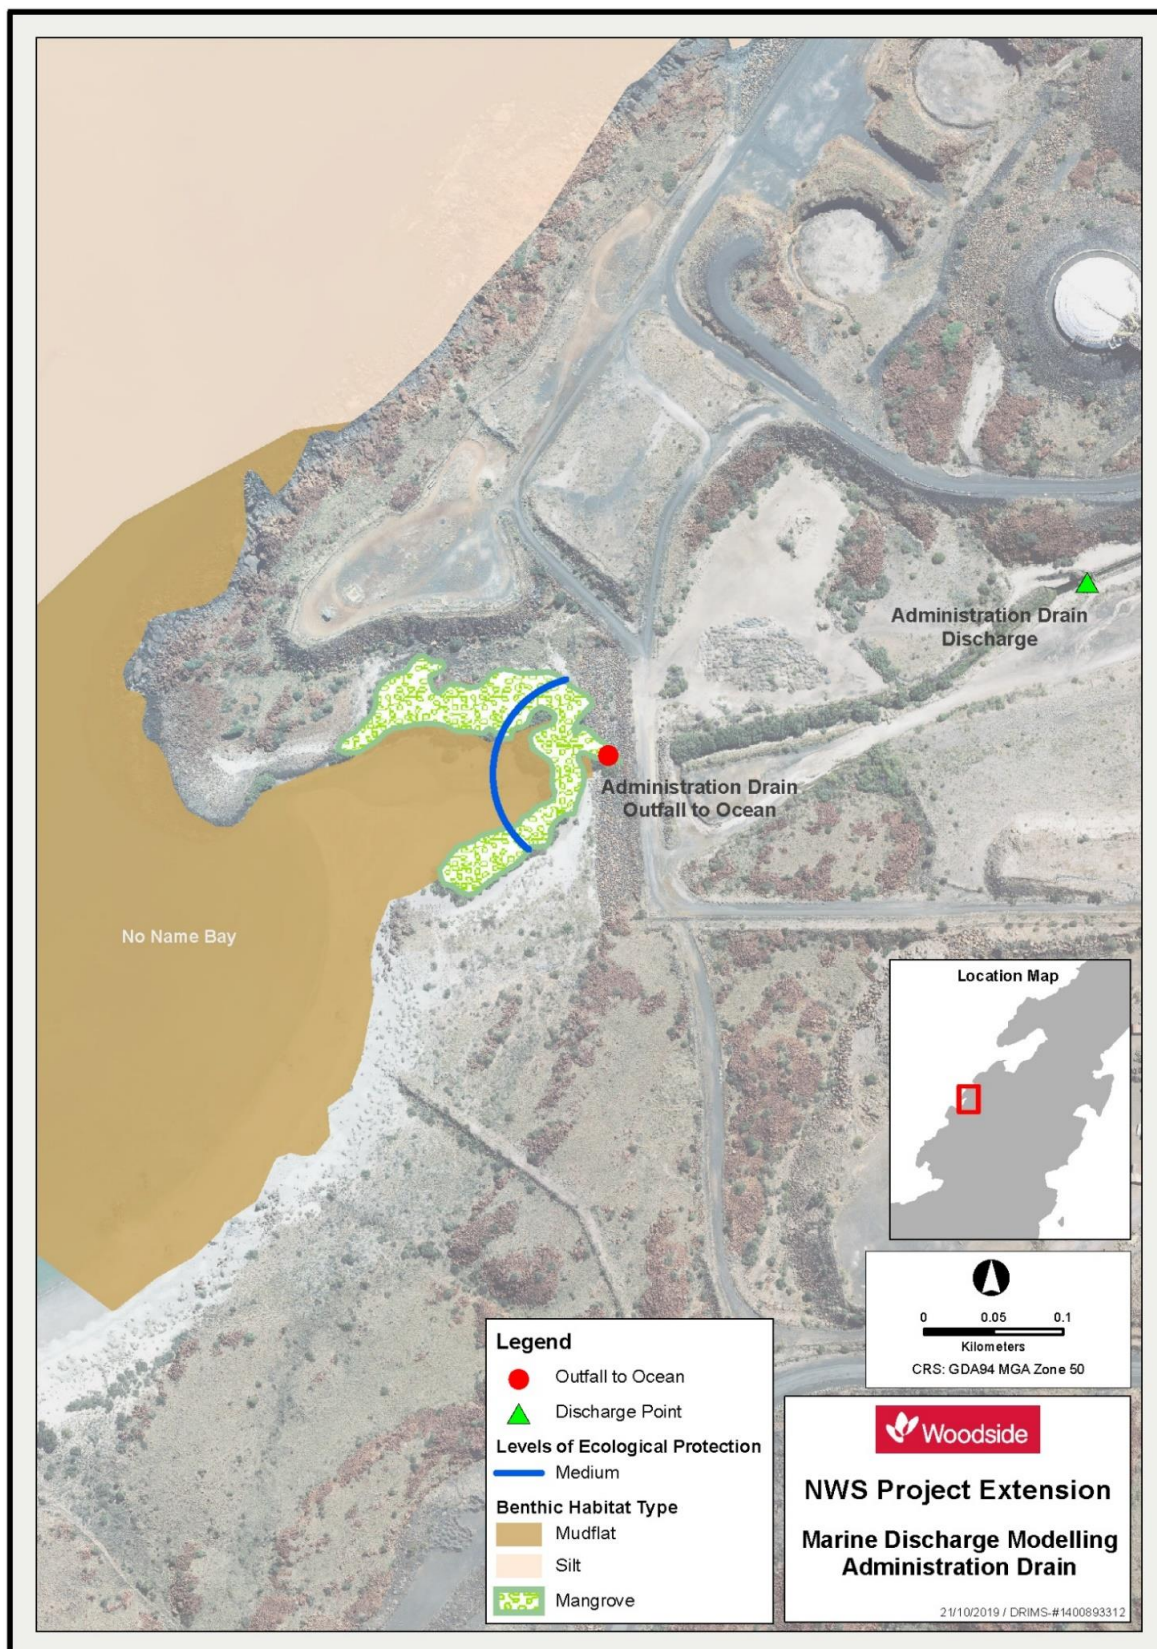 Administration Drain
Discharge
Administration Drain
Outfall to Ocean
No Name Bay
Location Map
0 0.05 0.1
Kilometers
CRS: GDA94 MGA Zone 50
Legend
Outfall to Ocean
Discharge Point
Levels of Ecological Protection
Medium
Benthic Habitat Type
Mudflat
Silt
Mangrove
Woodside
NWS Project Extension
Marine Discharge Modelling
Administration Drain
21/10/2019 / DRIMS-#1400893312